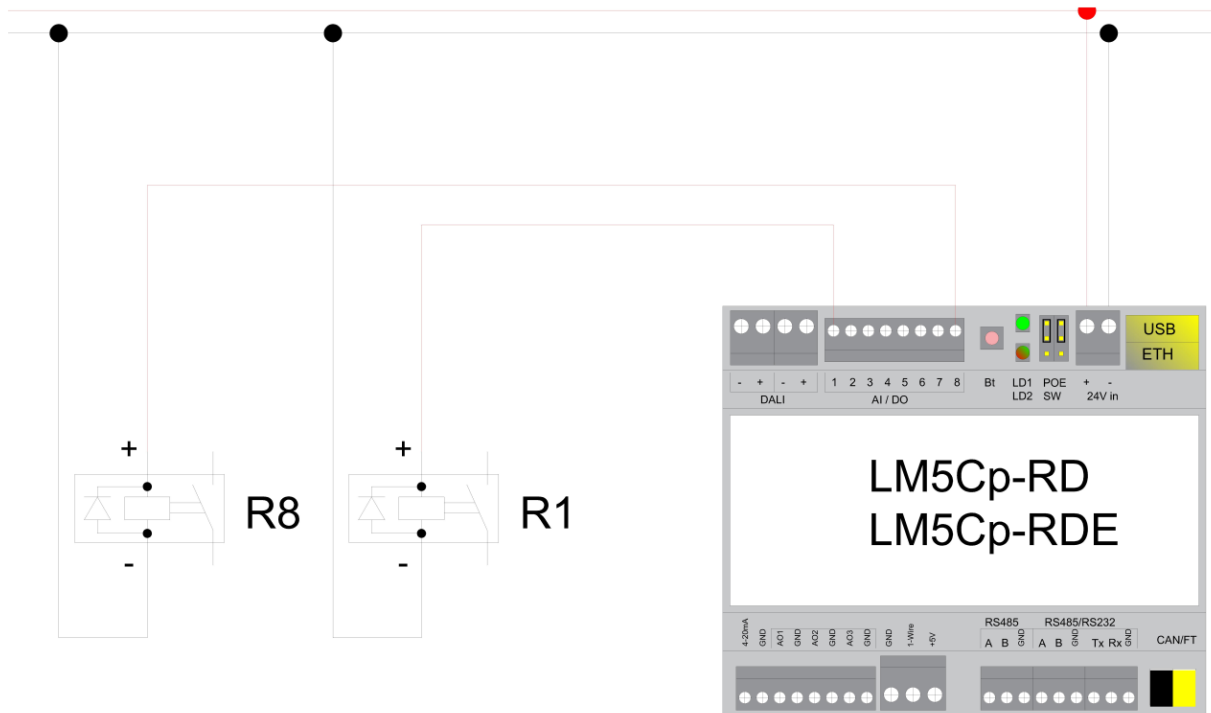 USB
ETH
- + - + 1 2 3 4 5 6 7 8 Bt LD1 POE + -
DALI AI / DO LD2 SW 24V in
LM5Cp-RD
LM5Cp-RDE
+ +
R8 R1
- -
RS485 RS485/RS232
4-20mA GND AO1 GND AO2 GND AO3 GND GND 1-Wire +5V A B GND A B GND Tx Rx GND CAN/FT